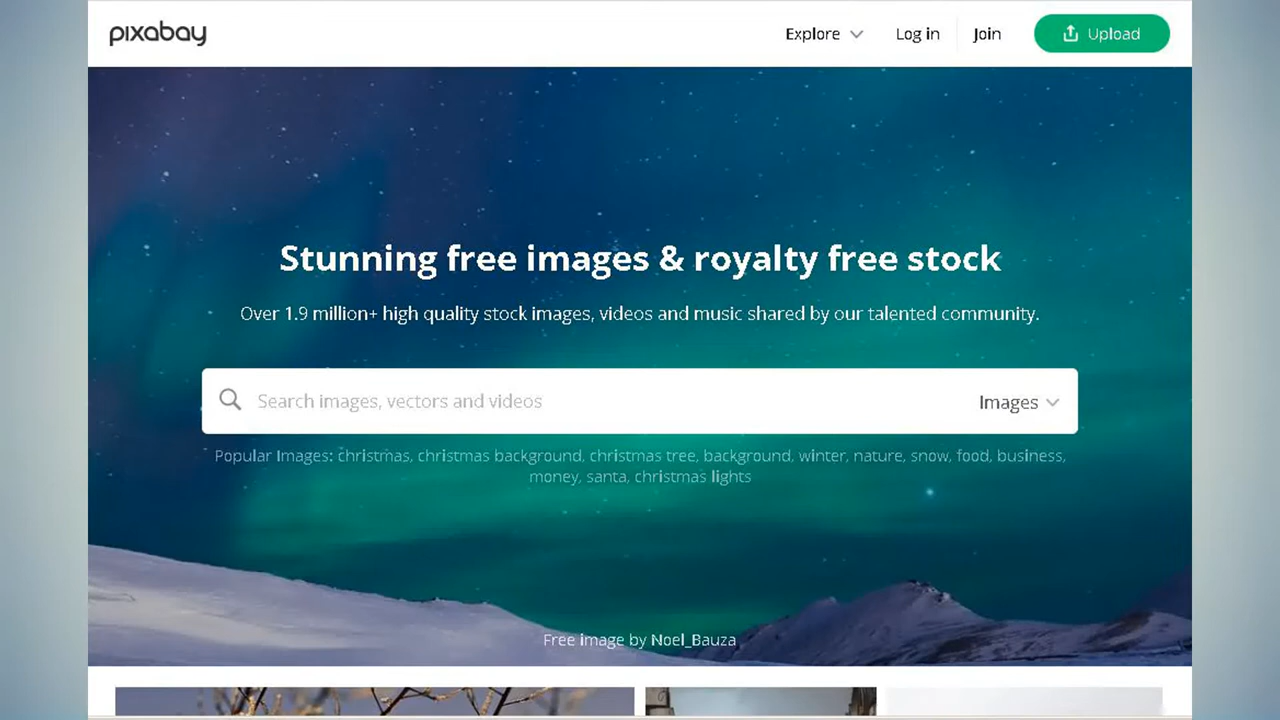 pixabay
Explore
Log in
Join
Upload
Stunning free images & royalty free stock
Over 1.9 million+ high quality stock images, videos and music shared by our talented community.
Search images, vectors and videos
Images
Popular Images: christmas, christmas background, christmas tree, background, winter, nature, snow, food, business,
money, santa, christmas lights
Free image by Noel_Bauza